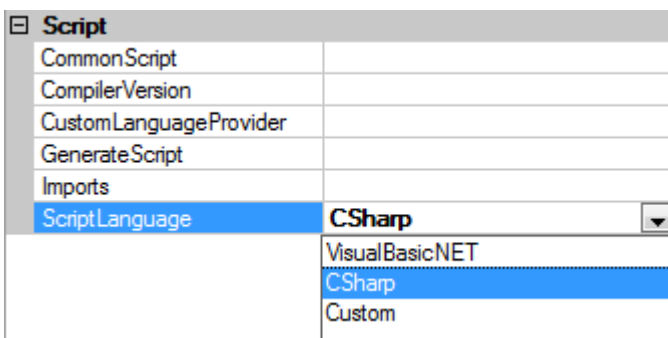 Script
CommonScript
CompilerVersion
CustomLanguageProvider
GenerateScript
Imports
ScriptLanguage CSharp
VisualBasicNET
CSharp
Custom